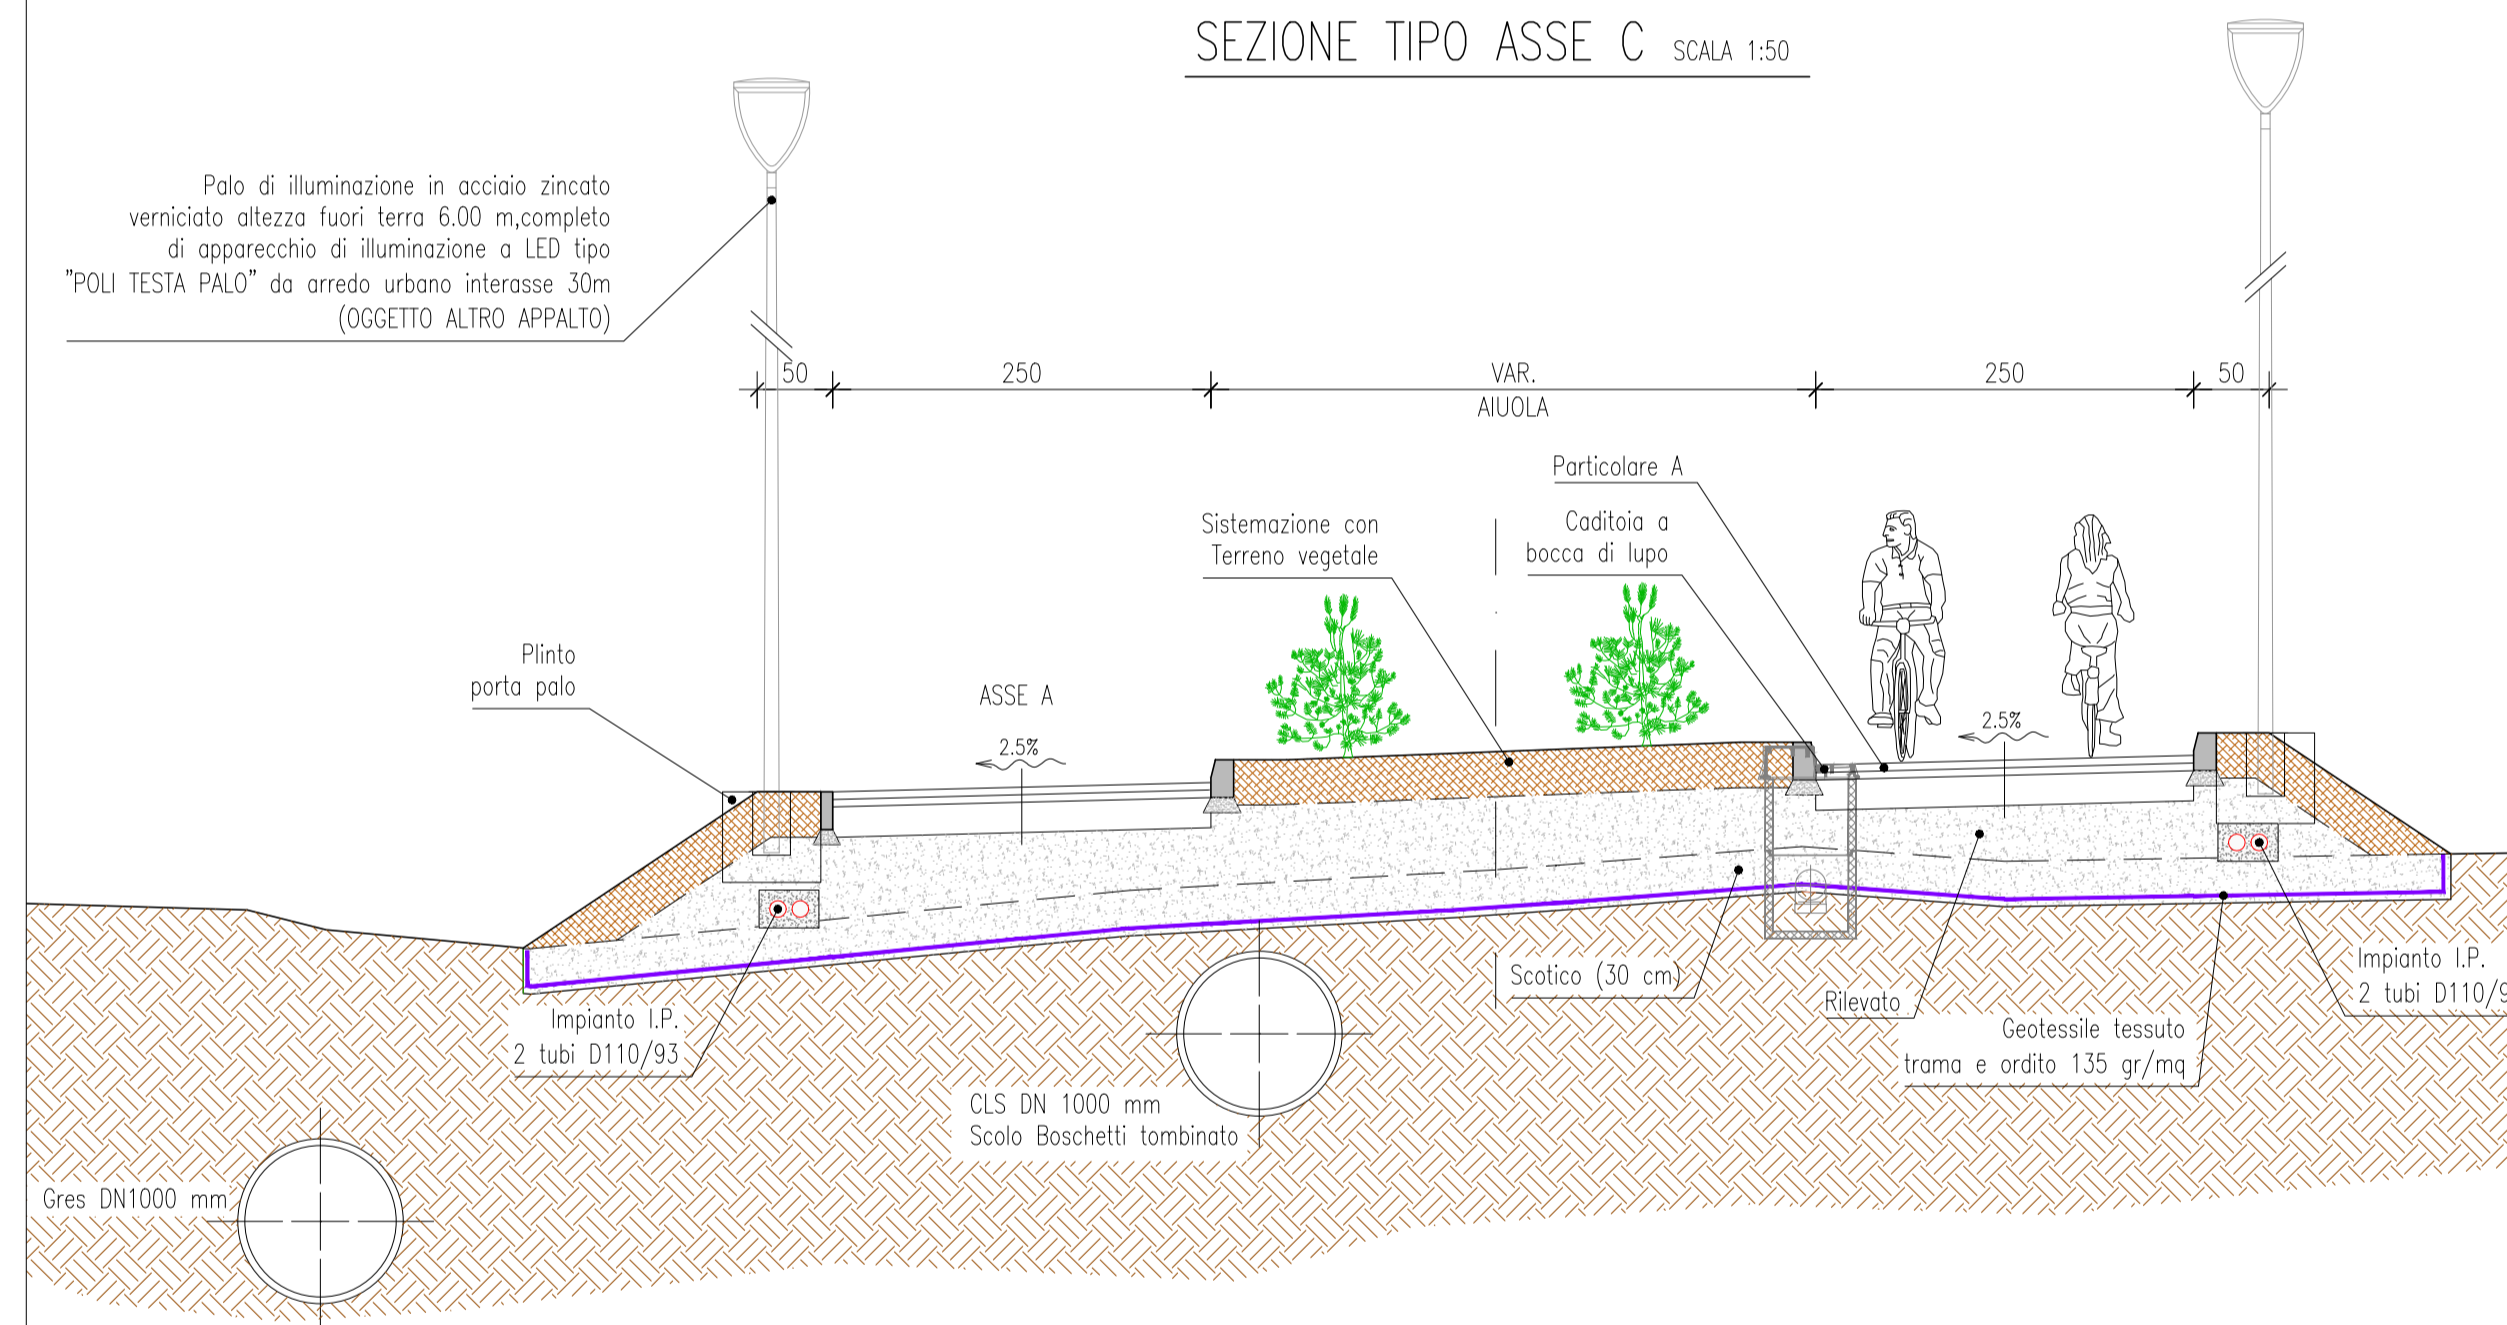 SEZIONE TIPO ASSE C SCALA 1:50
Palo di illuminazione in acciaio zincato
verniciato altezza fuori terra 6.00 m,completo
di apparecchio di illuminazione a LED tipo
"POLI TESTA PALO" da arredo urbano interasse 30m
(OGGETTO ALTRO APPALTO)
50
250
VAR.
250
50
AIUOLA
Particolare A
Sistemazione con
Terreno vegetale
Caditoia a
bocca di lupo
Plinto
porta palo
ASSE A
2.5%
2.5%
Scotico (30 cm)
Rilevato
Impianto I.P.
2 tubi D110/9
Impianto I.P.
2 tubi D110/93
Geotessile tessuto
trama e ordito 135 gr/mq
CLS DN 1000 mm
Scolo Boschetti tombinato
Gres DN1000 mm